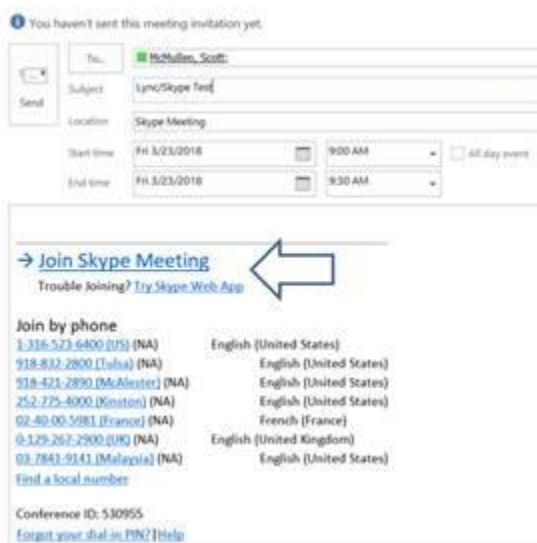 You haven't sent this meeting invitation yet.
To...
McMullen, Scott;
Send
Subject
Lync/Skype Test
Location
Skype Meeting
Start time
Fri 3/23/2018
9:00 AM
All day event
End time
Fri 3/23/2018
9:30 AM
→ Join Skype Meeting
Trouble Joining? Try Skype Web App
Join by phone
1-316-523-6400 (US) (NA) English (United States)
918-832-2800 (Tulsa) (NA) English (United States)
918-421-2890 (McAlester) (NA) English (United States)
252-775-4000 (Kinston) (NA) English (United States)
02-40-00-5981 (France) (NA) French (France)
0-129-267-2900 (UK) (NA) English (United Kingdom)
03-7841-9141 (Malaysia) (NA) English (United States)
Find a local number
Conference ID: 530955
Forgot your dial-in PIN? | Help